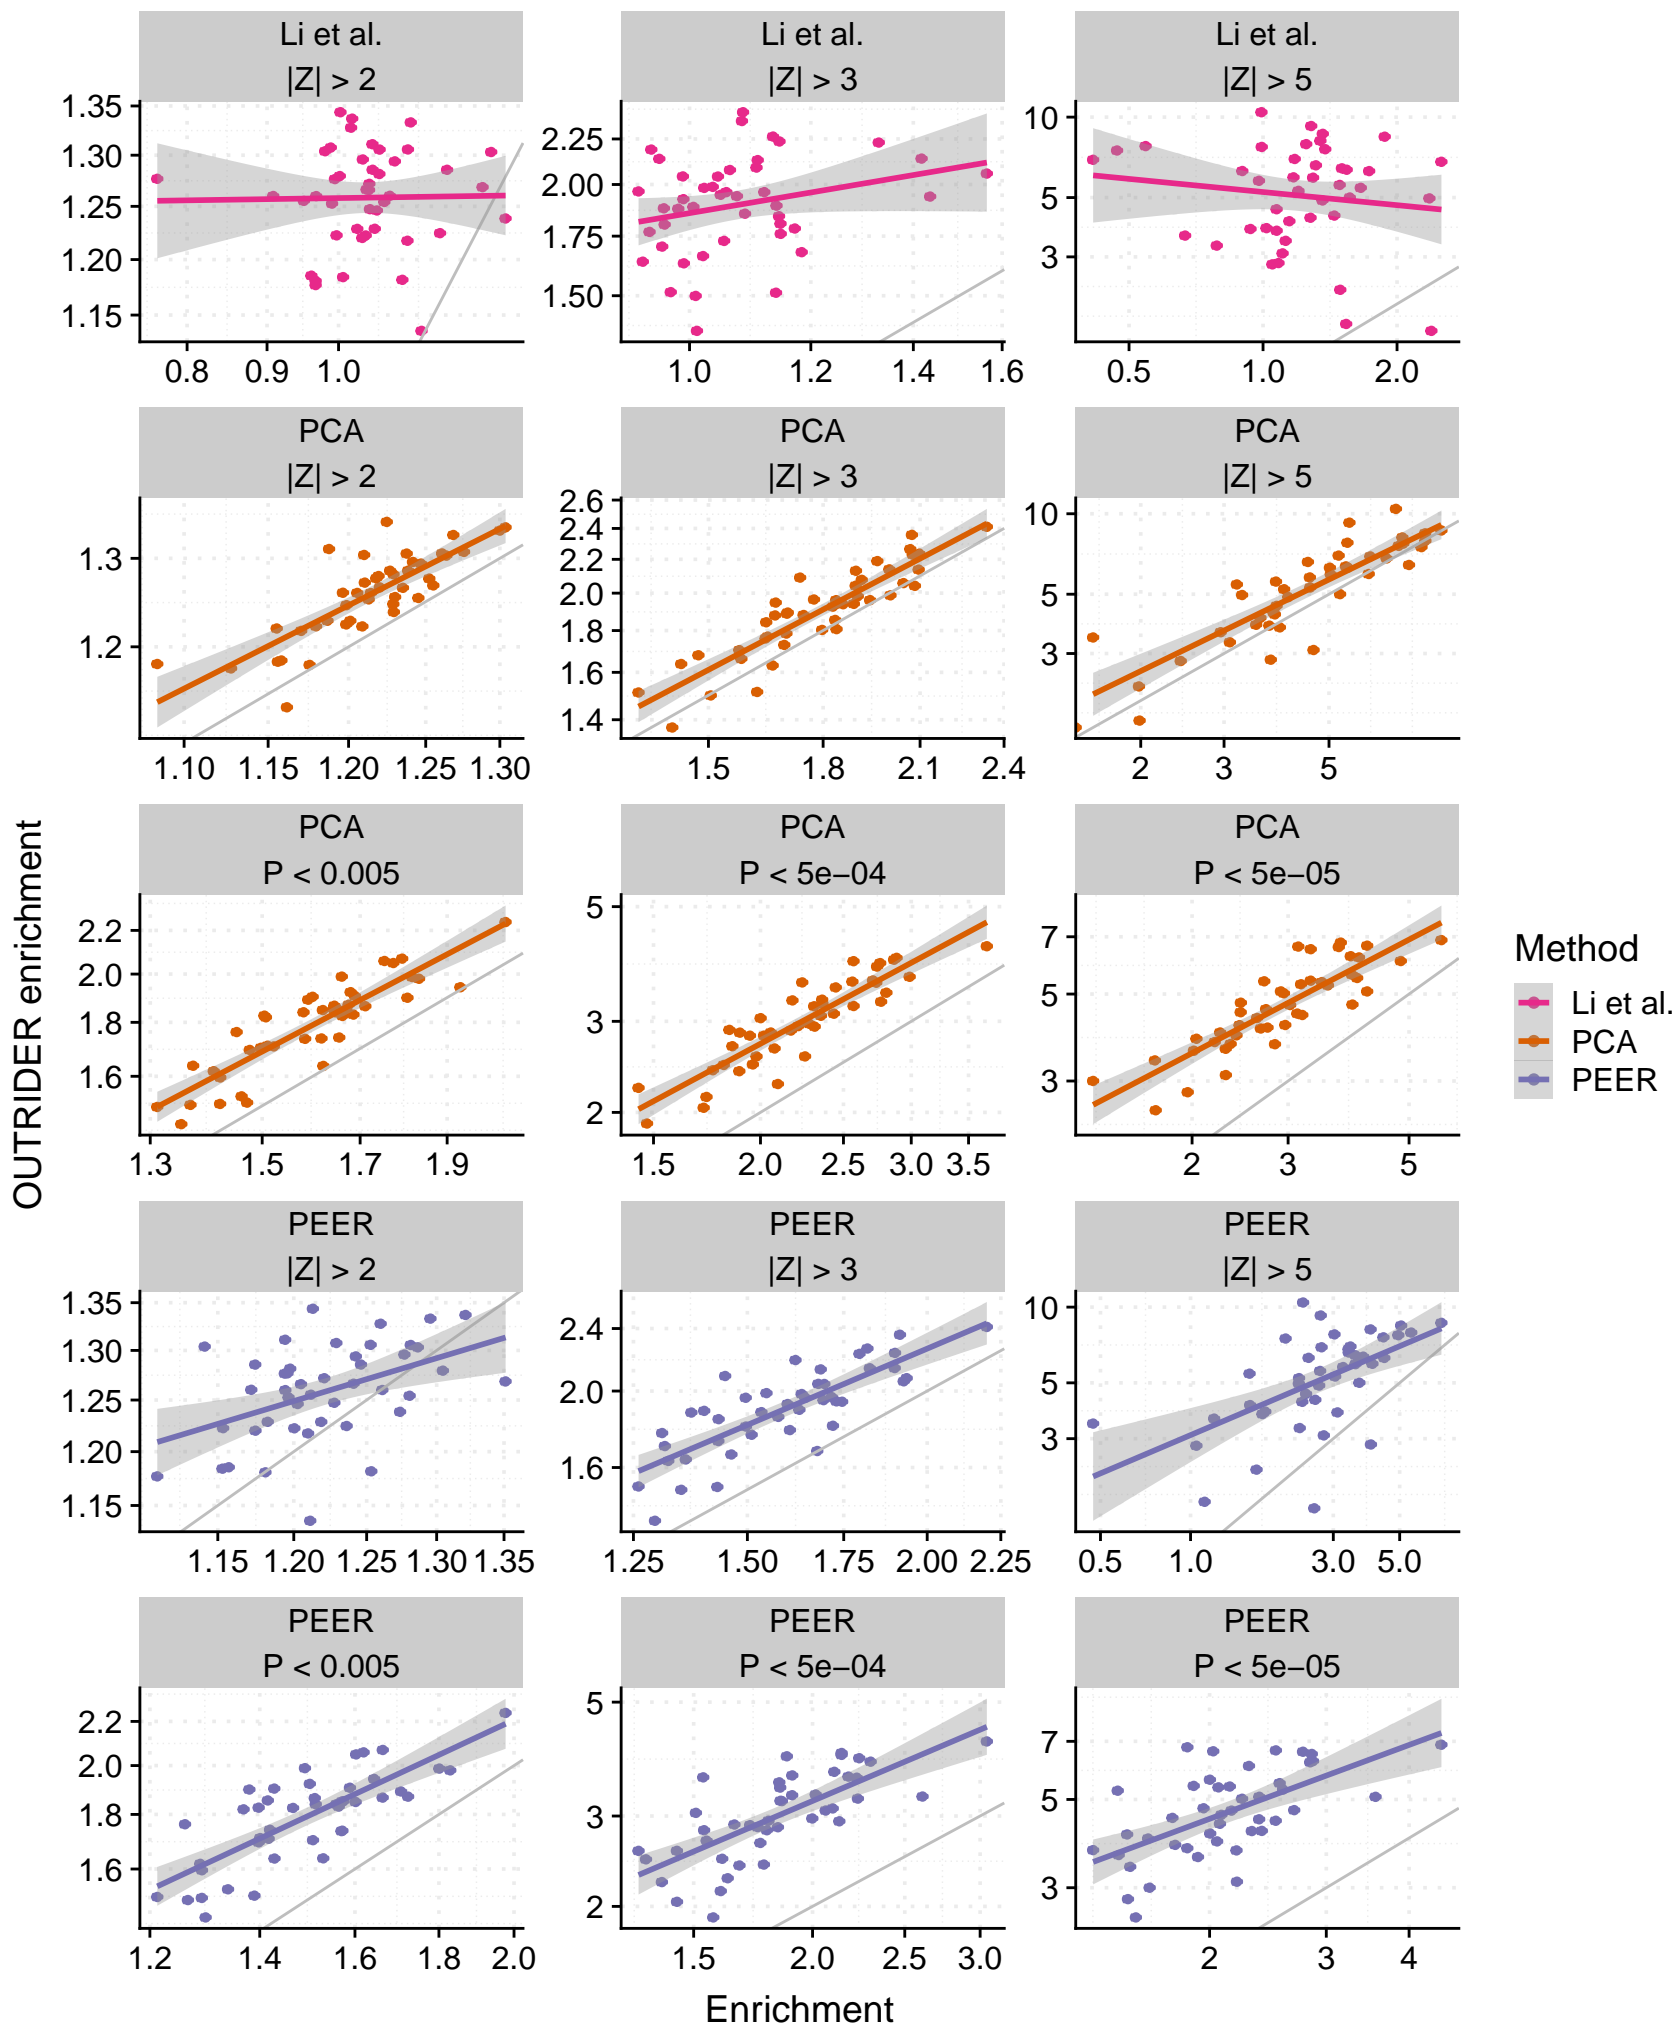 Li et al.
|Z| > 2
Li et al.
|Z| > 3
Li et al.
|Z| > 5
1.35
1.30
1.25
1.20
1.15
0.8 0.9 1.0
2.25
2.00
1.75
1.50
1.0 1.2 1.4 1.6
10
5
3
0.5 1.0 2.0
PCA
|Z| > 2
PCA
|Z| > 3
PCA
|Z| > 5
1.3
1.2
1.10 1.15 1.20 1.25 1.30
2.6
2.4
2.2
2.0
1.8
1.6
1.4
1.5 1.8 2.1 2.4
10
5
3
2 3 5
PCA
P < 0.005
PCA
P < 5e−04
PCA
P < 5e−05
2.2
2.0
1.8
1.6
1.3 1.5 1.7 1.9
5
3
2
1.5 2.0 2.5 3.0 3.5
7
5
3
2 3 5
PEER
|Z| > 2
PEER
|Z| > 3
PEER
|Z| > 5
1.35
1.30
1.25
1.20
1.15
1.15 1.20 1.25 1.30 1.35
2.4
2.0
1.6
1.25 1.50 1.75 2.00 2.25
10
5
3
0.5 1.0 3.0 5.0
PEER
P < 0.005
PEER
P < 5e−04
PEER
P < 5e−05
2.2
2.0
1.8
1.6
1.2 1.4 1.6 1.8 2.0
5
3
2
1.5 2.0 2.5 3.0
7
5
3
2 3 4
Enrichment
OUTRIDER enrichment
Method
Li et al.
PCA
PEER